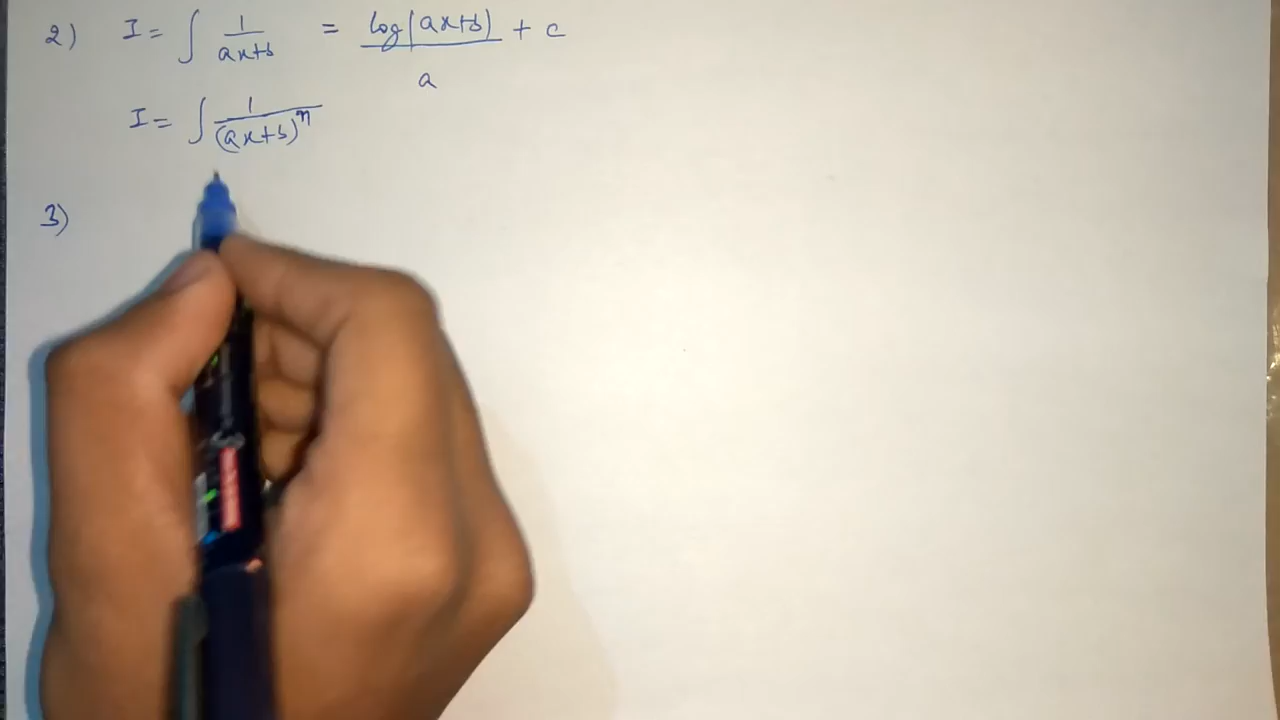 2) I = ∫ 1/(ax+b) = log(ax+b)/a + c
I = ∫ 1/(ax+b)^n
3)